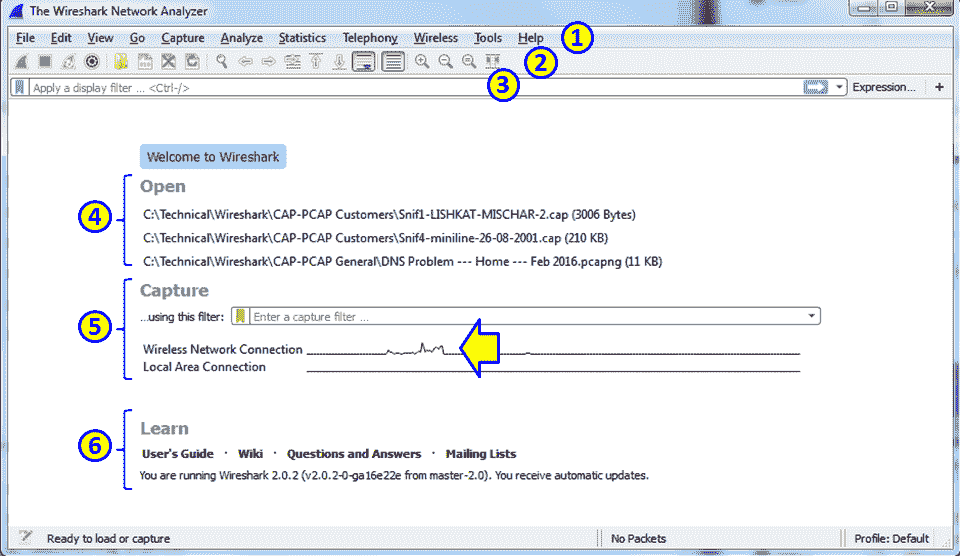 The Wireshark Network Analyzer
File Edit View Go Capture Analyze Statistics Telephony Wireless Tools Help 1
2
Apply a display filter ... <Ctrl-/> 3 Expression... +
Welcome to Wireshark
4
Open
C:\Technical\Wireshark\CAP-PCAP Customers\Snif1-LISHKAT-MISCHAR-2.cap (3006 Bytes)
C:\Technical\Wireshark\CAP-PCAP Customers\Snif4-miniline-26-08-2001.cap (210 KB)
C:\Technical\Wireshark\CAP-PCAP General\DNS Problem --- Home --- Feb 2016.pcapng (11 KB)
5
Capture
...using this filter: Enter a capture filter ...
Wireless Network Connection
Local Area Connection
6
Learn
User's Guide · Wiki · Questions and Answers · Mailing Lists
You are running Wireshark 2.0.2 (v2.0.2-0-ga16e22e from master-2.0). You receive automatic updates.
Ready to load or capture No Packets Profile: Default